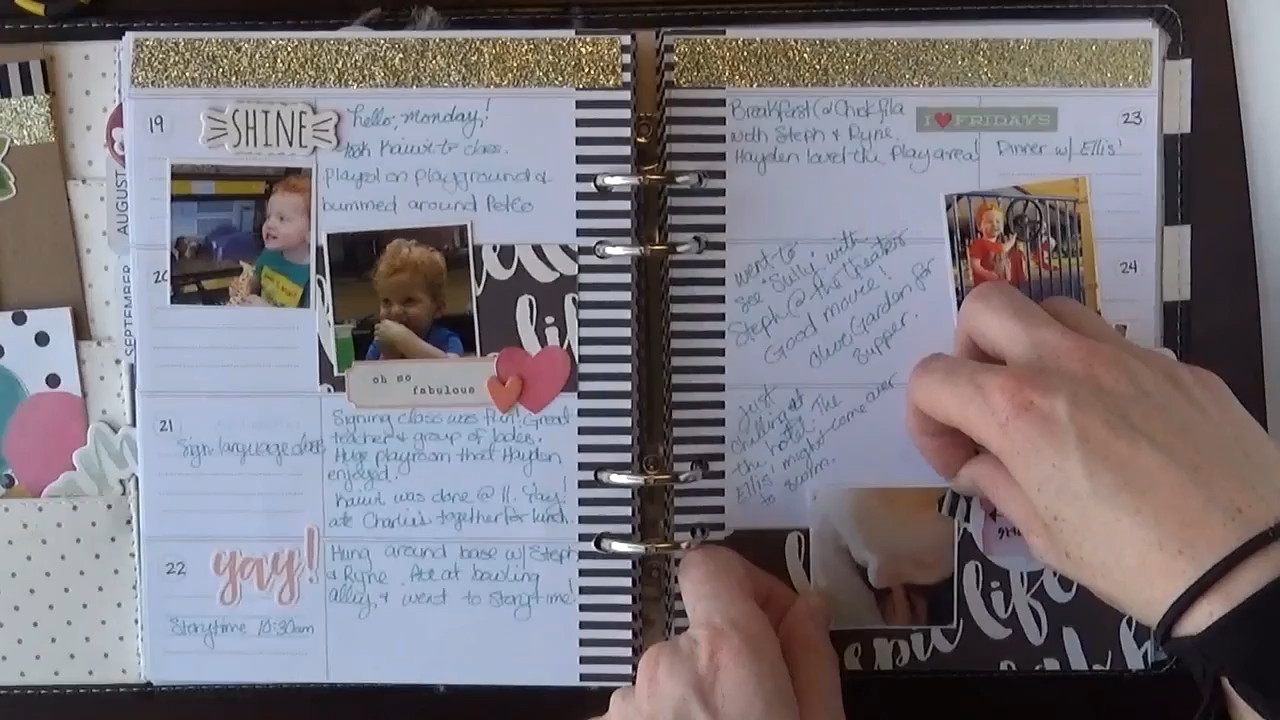 AUGUST
SEPTEMBER
19
SHINE
hello, monday!
took to class.
Played on playground &
bummed around Petco
20
oh so
fabulous
21
Sign language class
Signing class was fun! Great
teacher & group of ladies.
Huge playroom that Hayden
enjoyed.
was done @ 11. Yay!
ate Charlie's together for lunch.
22
yay!
Storytime 10:30am
Hung around base w/ Steph
& Ryne. Ate at bowling
alley, & went to storytime!
Breakfast @ Chickfila
with Steph & Ryne.
Hayden loved the play area!
I ♥ FRIDAYS
23
Dinner w/ Ellis'
went to
see "Sully" with
Steph @ the theater
Good movie!
Olive Garden for
supper.
24
Just
chilling at
the hotel. The
Ellis' might come over
to swim.
life
epic